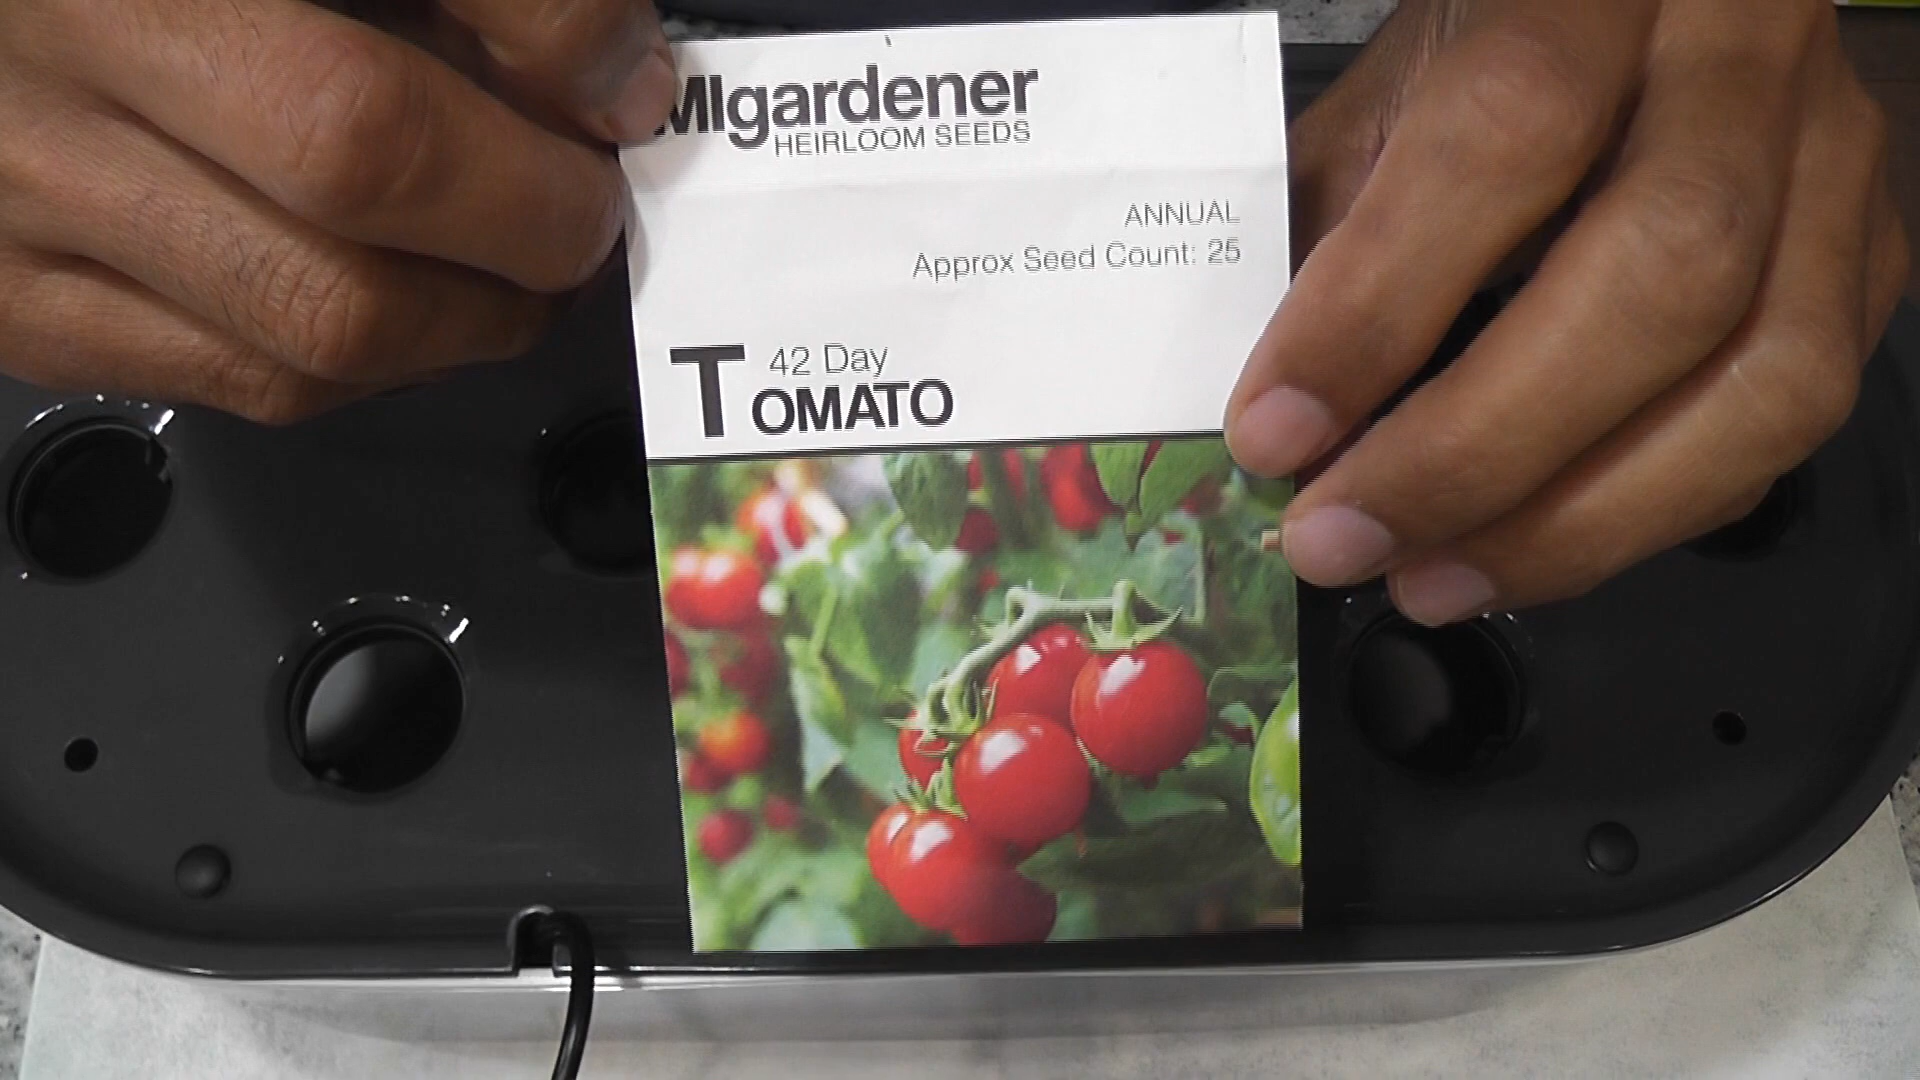 MIgardener
HEIRLOOM SEEDS
ANNUAL
Approx Seed Count: 25
42 Day
TOMATO